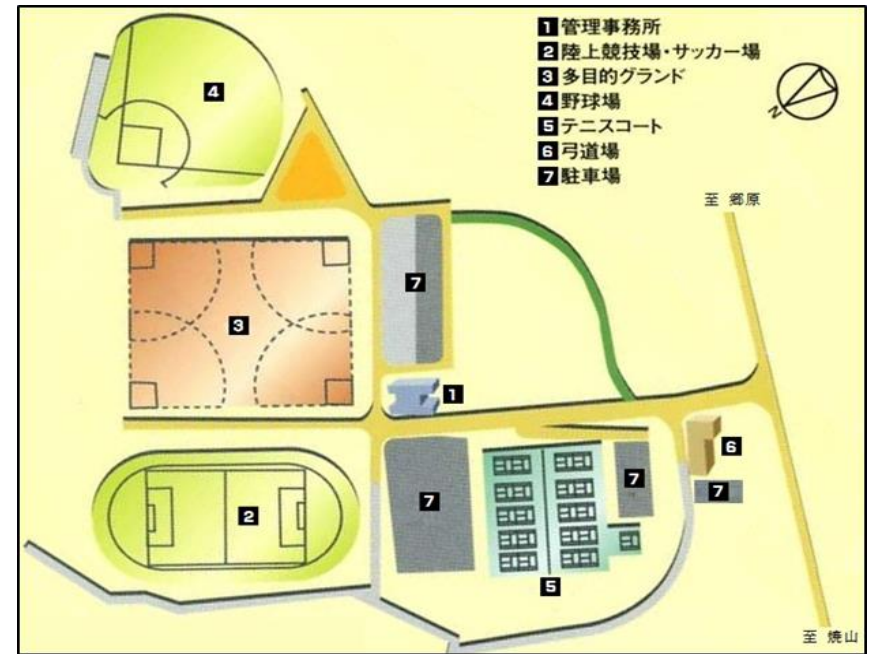 1 管理事務所
2 陸上競技場・サッカー場
3 多目的グランド
4 野球場
5 テニスコート
6 弓道場
7 駐車場
N
至 郷原
4
7
3
1
6
7
7
7
2
5
至 焼山